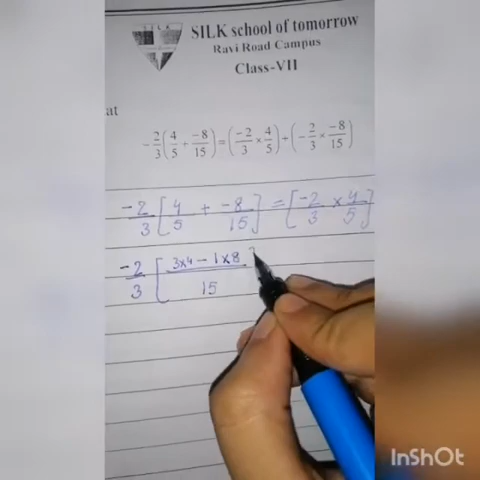 SILK
SILK school of tomorrow
Ravi Road Campus
Class-VII
at
-2/3(4/5 + -8/15) = (-2/3 × 4/5) + (-2/3 × -8/15)
-2/3 [4/5 + -8/15] = [-2/3 × 4/5]
-2/3 [3×4 - 1×8/15]
InShOt